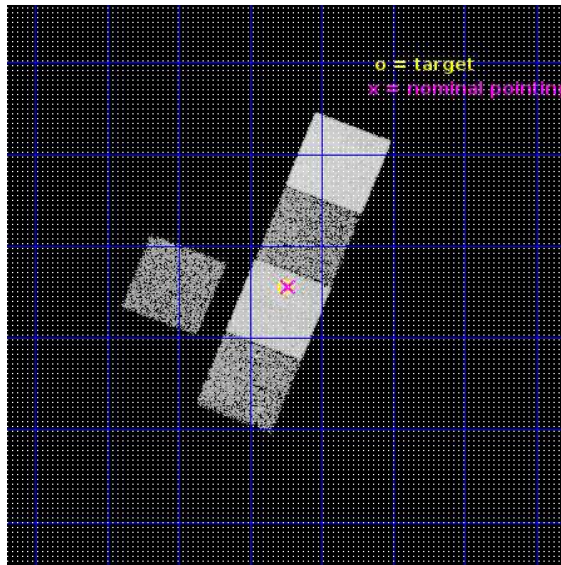 o = target
x = nominal pointing